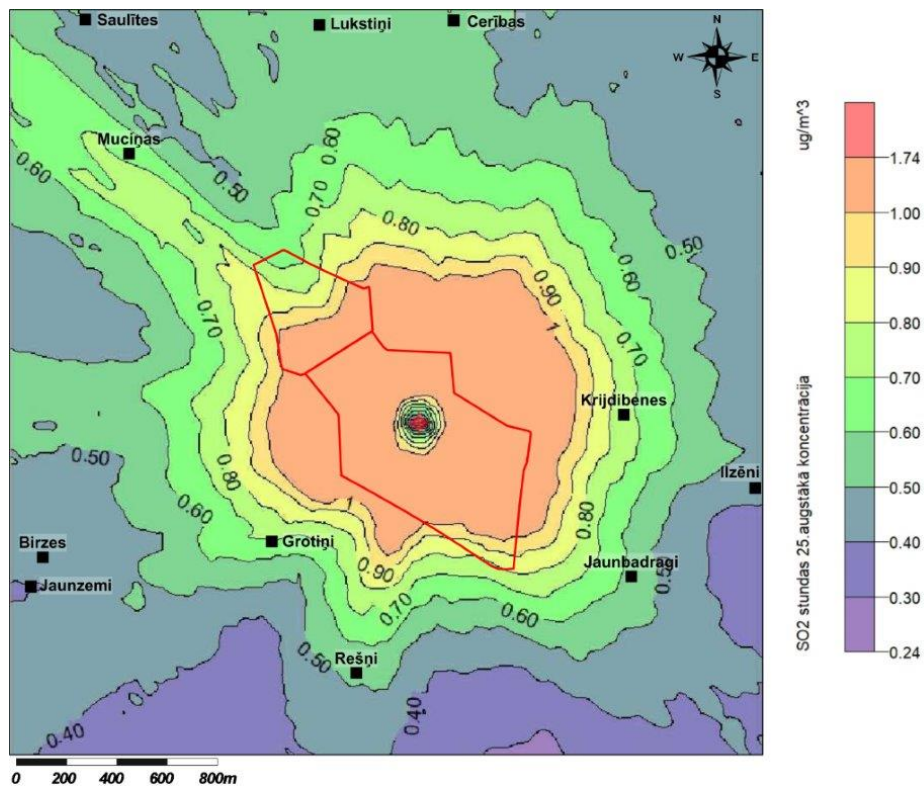 Saulītes
Lukstiņi
Cerības
N
W E
S
ug/m^3
Muciņas
0.60
0.60
0.50
0.70
1.74
0.80
1.00
0.50
0.90
0.60
0.90
0.80
0.70
1
0.70
0.70
Krijdibenes
0.60
0.50
Ilzēni
0.80
0.50
1
0.60
0.80
0.40
Birzes
Grotiņi
Jaunbadragi
0.50
Jaunzemi
0.90
0.70
0.60
0.30
Rešņi
0.50
0.24
0.40
0.40
SO2 stundas 25.augstākā koncentrācija
0 200 400 600 800m